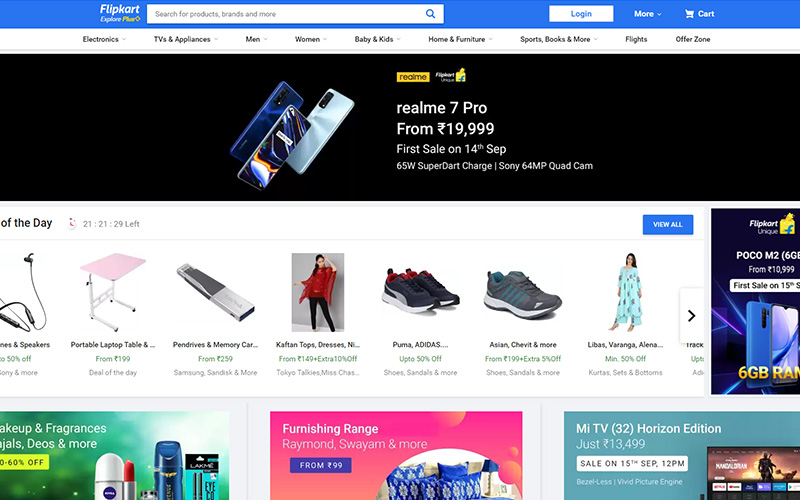 Flipkart
Explore Plus
Search for products, brands and more
Login
More
Cart
Electronics
TVs & Appliances
Men
Women
Baby & Kids
Home & Furniture
Sports, Books & More
Flights
Offer Zone
realme
Flipkart
Unique
realme 7 Pro
From ₹19,999
First Sale on 14th Sep
65W SuperDart Charge | Sony 64MP Quad Cam
of the Day
21 : 21 : 29 Left
VIEW ALL
Flipkart
Unique
POCO M2 (6GB
From ₹10,999
First Sale on 15th S
6GB RAM
nes & Speakers
to 50% Off
Sony & more
Portable Laptop Table & ...
From ₹199
Deal of the day
Pendrives & Memory Car...
From ₹259
Samsung, Sandisk & More
Kaftan Tops, Dresses, Ni...
From ₹149+Extra10%Off
Tokyo Talkies,Miss Chas...
Puma, ADIDAS....
Upto 50% Off
Shoes, Sandals & more
Asian, Chevit & more
From ₹199+Extra 5%Off
Shoes, Sandals & more
Libas, Varanga, Alena...
Min. 50% Off
Kurtas, Sets & Bottoms
Track
Upto
Adi
akeup & Fragrances
ajals, Deos & more
0-60% OFF
NIVEA
LAKMÉ
Furnishing Range
Raymond, Swayam & more
FROM ₹99
Mi TV (32) Horizon Edition
Just ₹13,499
SALE ON 15TH SEP, 12PM
Bezel-Less | Vivid Picture Engine
MANDALORIAN